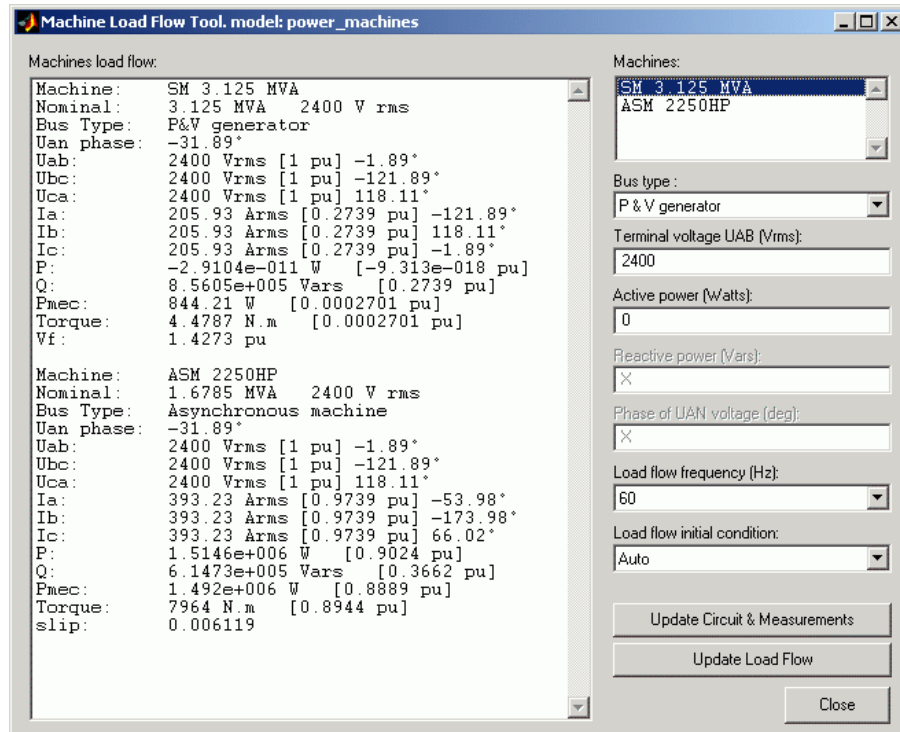 Machine Load Flow Tool. model: power_machines
Machines load flow:
Machine: SM 3.125 MVA
Nominal: 3.125 MVA 2400 V rms
Bus Type: P&V generator
Uan phase: -31.89°
Uab: 2400 Vrms [1 pu] -1.89°
Ubc: 2400 Vrms [1 pu] -121.89°
Uca: 2400 Vrms [1 pu] 118.11°
Ia: 205.93 Arms [0.2739 pu] -121.89°
Ib: 205.93 Arms [0.2739 pu] 118.11°
Ic: 205.93 Arms [0.2739 pu] -1.89°
P: -2.9104e-011 W [-9.313e-018 pu]
Q: 8.5605e+005 Vars [0.2739 pu]
Pmec: 844.21 W [0.0002701 pu]
Torque: 4.4787 N.m [0.0002701 pu]
Vf: 1.4273 pu
Machine: ASM 2250HP
Nominal: 1.6785 MVA 2400 V rms
Bus Type: Asynchronous machine
Uan phase: -31.89°
Uab: 2400 Vrms [1 pu] -1.89°
Ubc: 2400 Vrms [1 pu] -121.89°
Uca: 2400 Vrms [1 pu] 118.11°
Ia: 393.23 Arms [0.9739 pu] -53.98°
Ib: 393.23 Arms [0.9739 pu] -173.98°
Ic: 393.23 Arms [0.9739 pu] 66.02°
P: 1.5146e+006 W [0.9024 pu]
Q: 6.1473e+005 Vars [0.3662 pu]
Pmec: 1.492e+006 W [0.8889 pu]
Torque: 7964 N.m [0.8944 pu]
slip: 0.006119
Machines:
SM 3.125 MVA
ASM 2250HP
Bus type :
P & V generator
Terminal voltage UAB (Vrms):
2400
Active power (Watts):
0
Reactive power (Vars):
X
Phase of UAN voltage (deg):
X
Load flow frequency (Hz):
60
Load flow initial condition:
Auto
Update Circuit & Measurements
Update Load Flow
Close